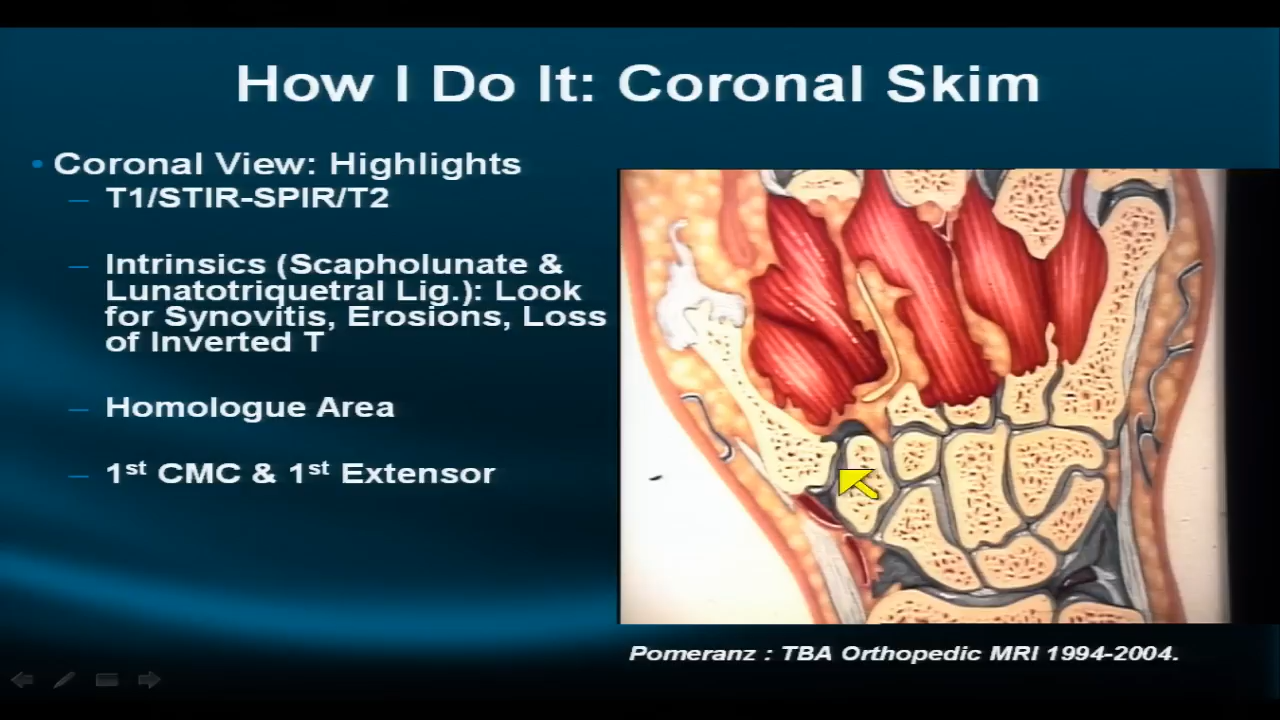 How I Do It: Coronal Skim
• Coronal View: Highlights
– T1/STIR-SPIR/T2
– Intrinsics (Scapholunate &
Lunatotriquetral Lig.): Look
for Synovitis, Erosions, Loss
of Inverted T
– Homologue Area
– 1st CMC & 1st Extensor
Pomeranz : TBA Orthopedic MRI 1994-2004.